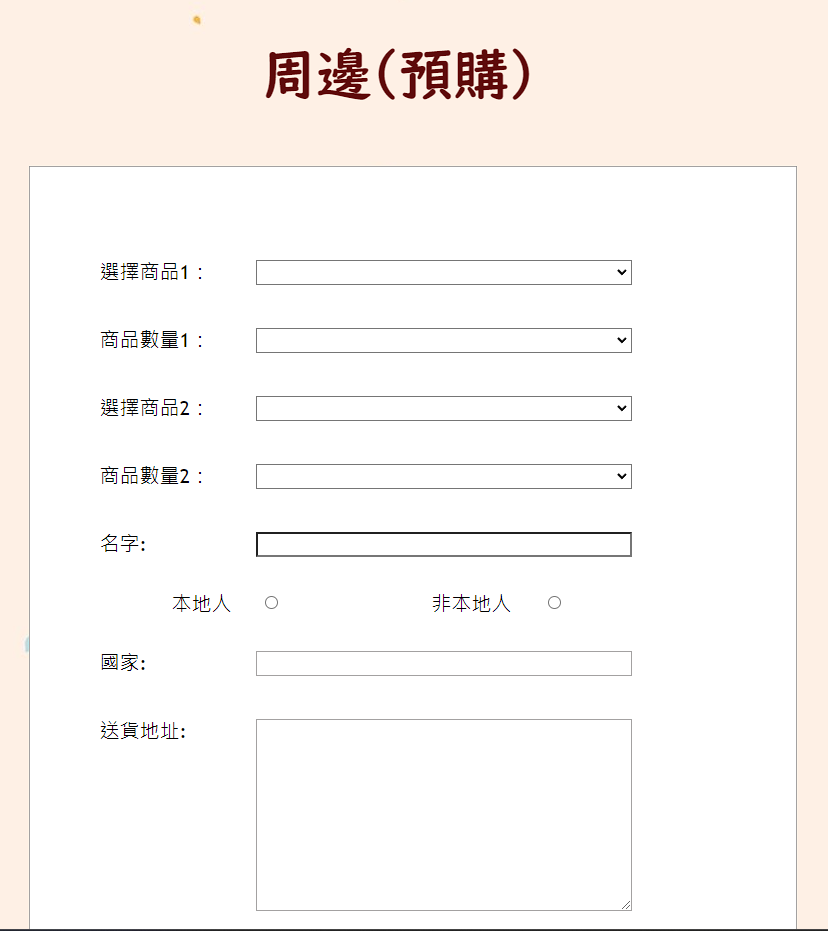 周邊(預購)
選擇商品1：
商品數量1：
選擇商品2：
商品數量2：
名字:
本地人 非本地人
國家:
送貨地址: